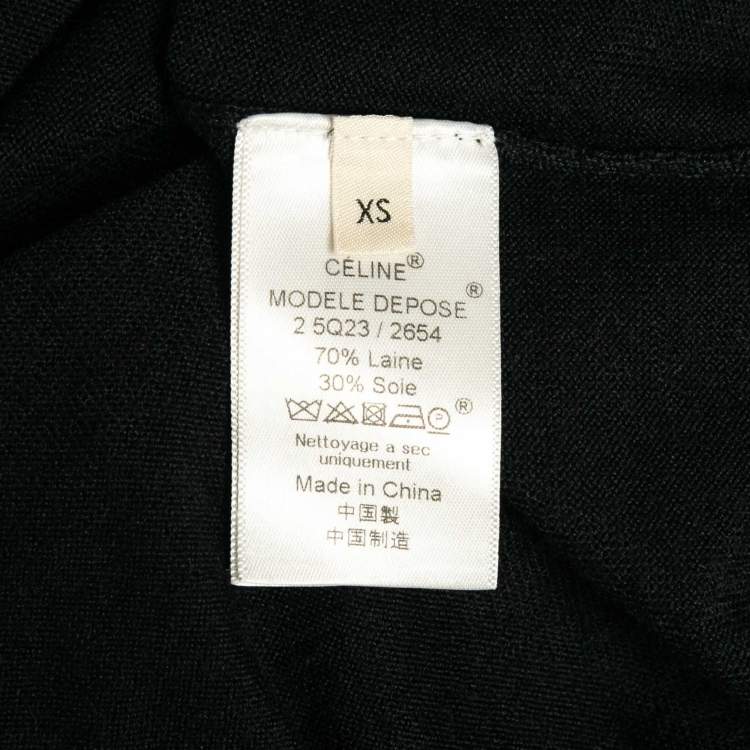 XS
CÉLINE®
MODELE DEPOSE®
2 5Q23 / 2654
70% Laine
30% Soie
P ®
Nettoyage a sec
uniquement
Made in China
中国製
中国制造